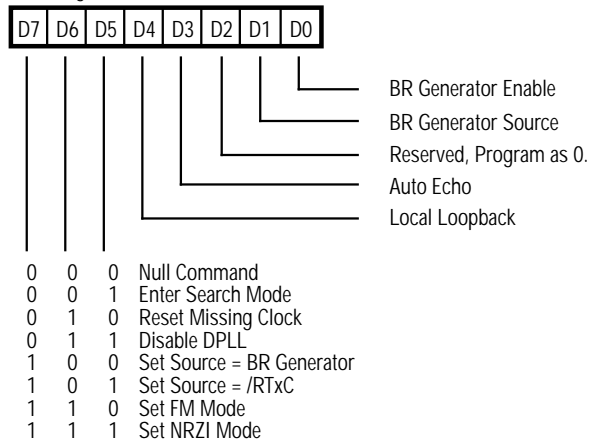 D7 D6 D5 D4 D3 D2 D1 D0
BR Generator Enable
BR Generator Source
Reserved, Program as 0.
Auto Echo
Local Loopback
0 0 0 Null Command
0 0 1 Enter Search Mode
0 1 0 Reset Missing Clock
0 1 1 Disable DPLL
1 0 0 Set Source = BR Generator
1 0 1 Set Source = /RTxC
1 1 0 Set FM Mode
1 1 1 Set NRZI Mode